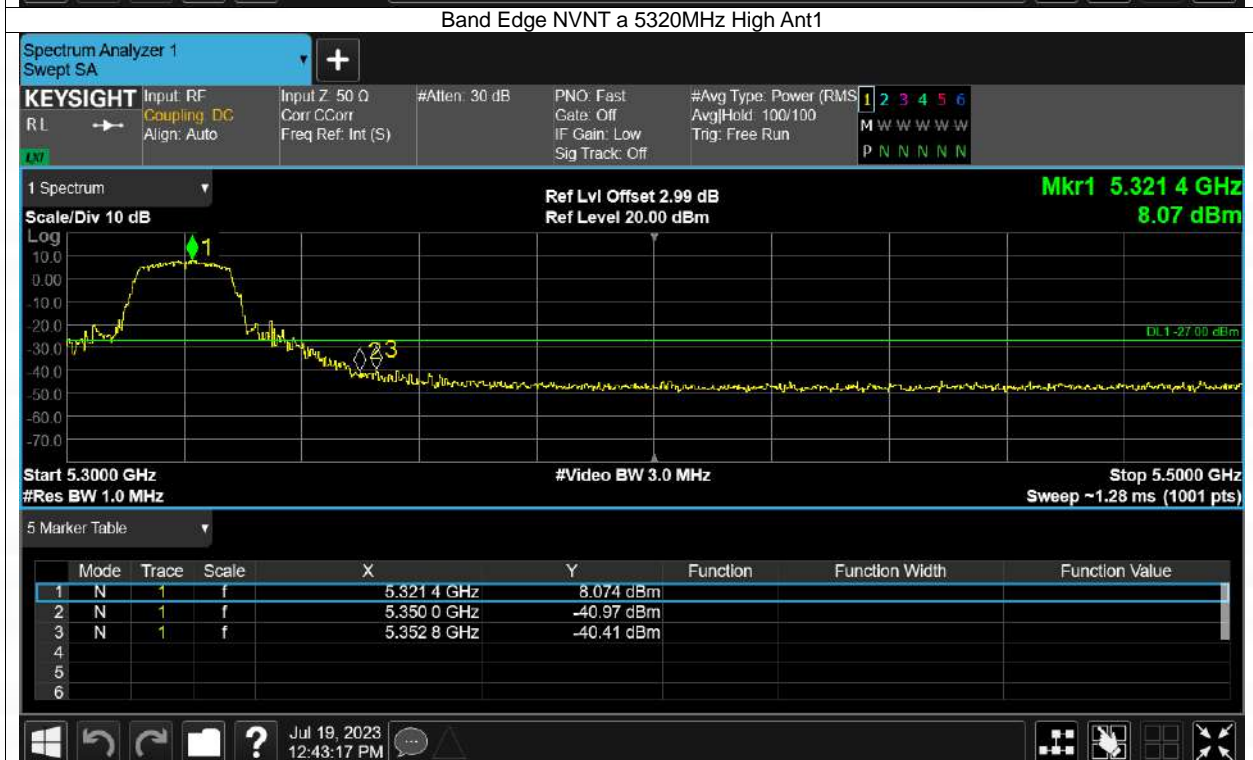 Band Edge NVNT a 5320MHz High Ant1
Spectrum Analyzer 1
Swept SA
+
KEYSIGHT Input: RF Input Z: 50 Ω #Atten: 30 dB PNO: Fast #Avg Type: Power (RMS 1 2 3 4 5 6
RL Coupling: DC Corr CCorr Gate: Off Avg|Hold: 100/100 M W W W W W
Align: Auto Freq Ref: Int (S) IF Gain: Low Trig: Free Run
LXI Sig Track: Off P N N N N N
1 Spectrum Ref Lvl Offset 2.99 dB Mkr1 5.321 4 GHz
Scale/Div 10 dB Ref Level 20.00 dBm 8.07 dBm
Log
1
10.0
0.00
-10.0
-20.0
DL1 -27.00 dBm
-30.0
2 3
-40.0
-50.0
-60.0
-70.0
Start 5.3000 GHz #Video BW 3.0 MHz Stop 5.5000 GHz
#Res BW 1.0 MHz Sweep ~1.28 ms (1001 pts)
5 Marker Table
Mode Trace Scale X Y Function Function Width Function Value
1 N 1 f 5.321 4 GHz 8.074 dBm
2 N 1 f 5.350 0 GHz -40.97 dBm
3 N 1 f 5.352 8 GHz -40.41 dBm
4
5
6
? Jul 19, 2023
12:43:17 PM